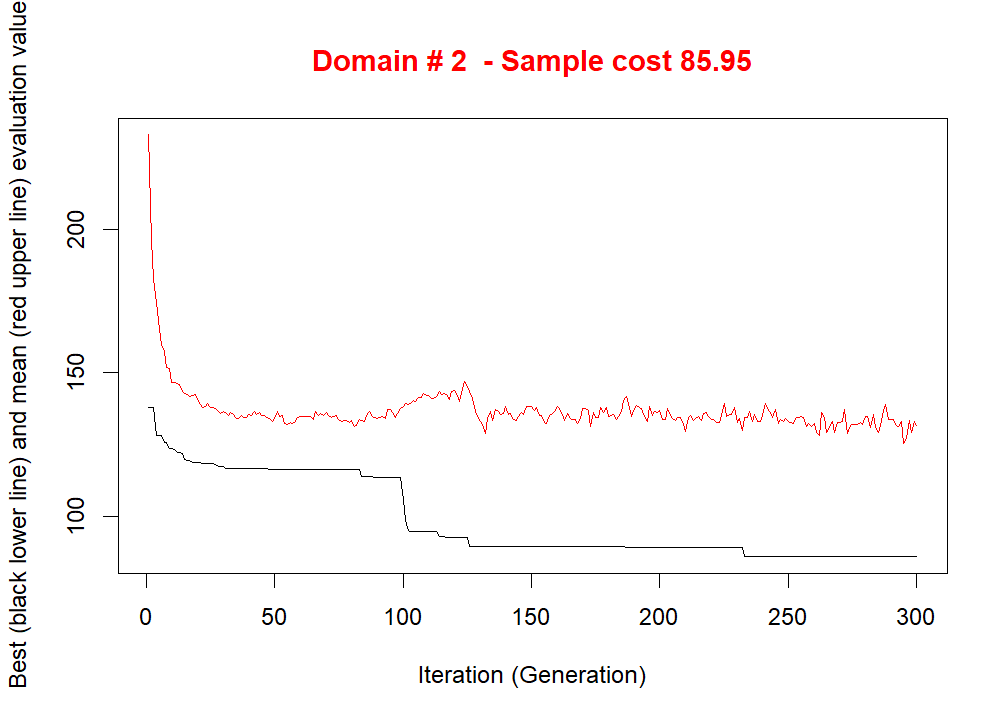 Domain # 2  - Sample cost 85.95
Best (black lower line) and mean (red upper line) evaluation value
200
150
100
0 50 100 150 200 250 300
Iteration (Generation)